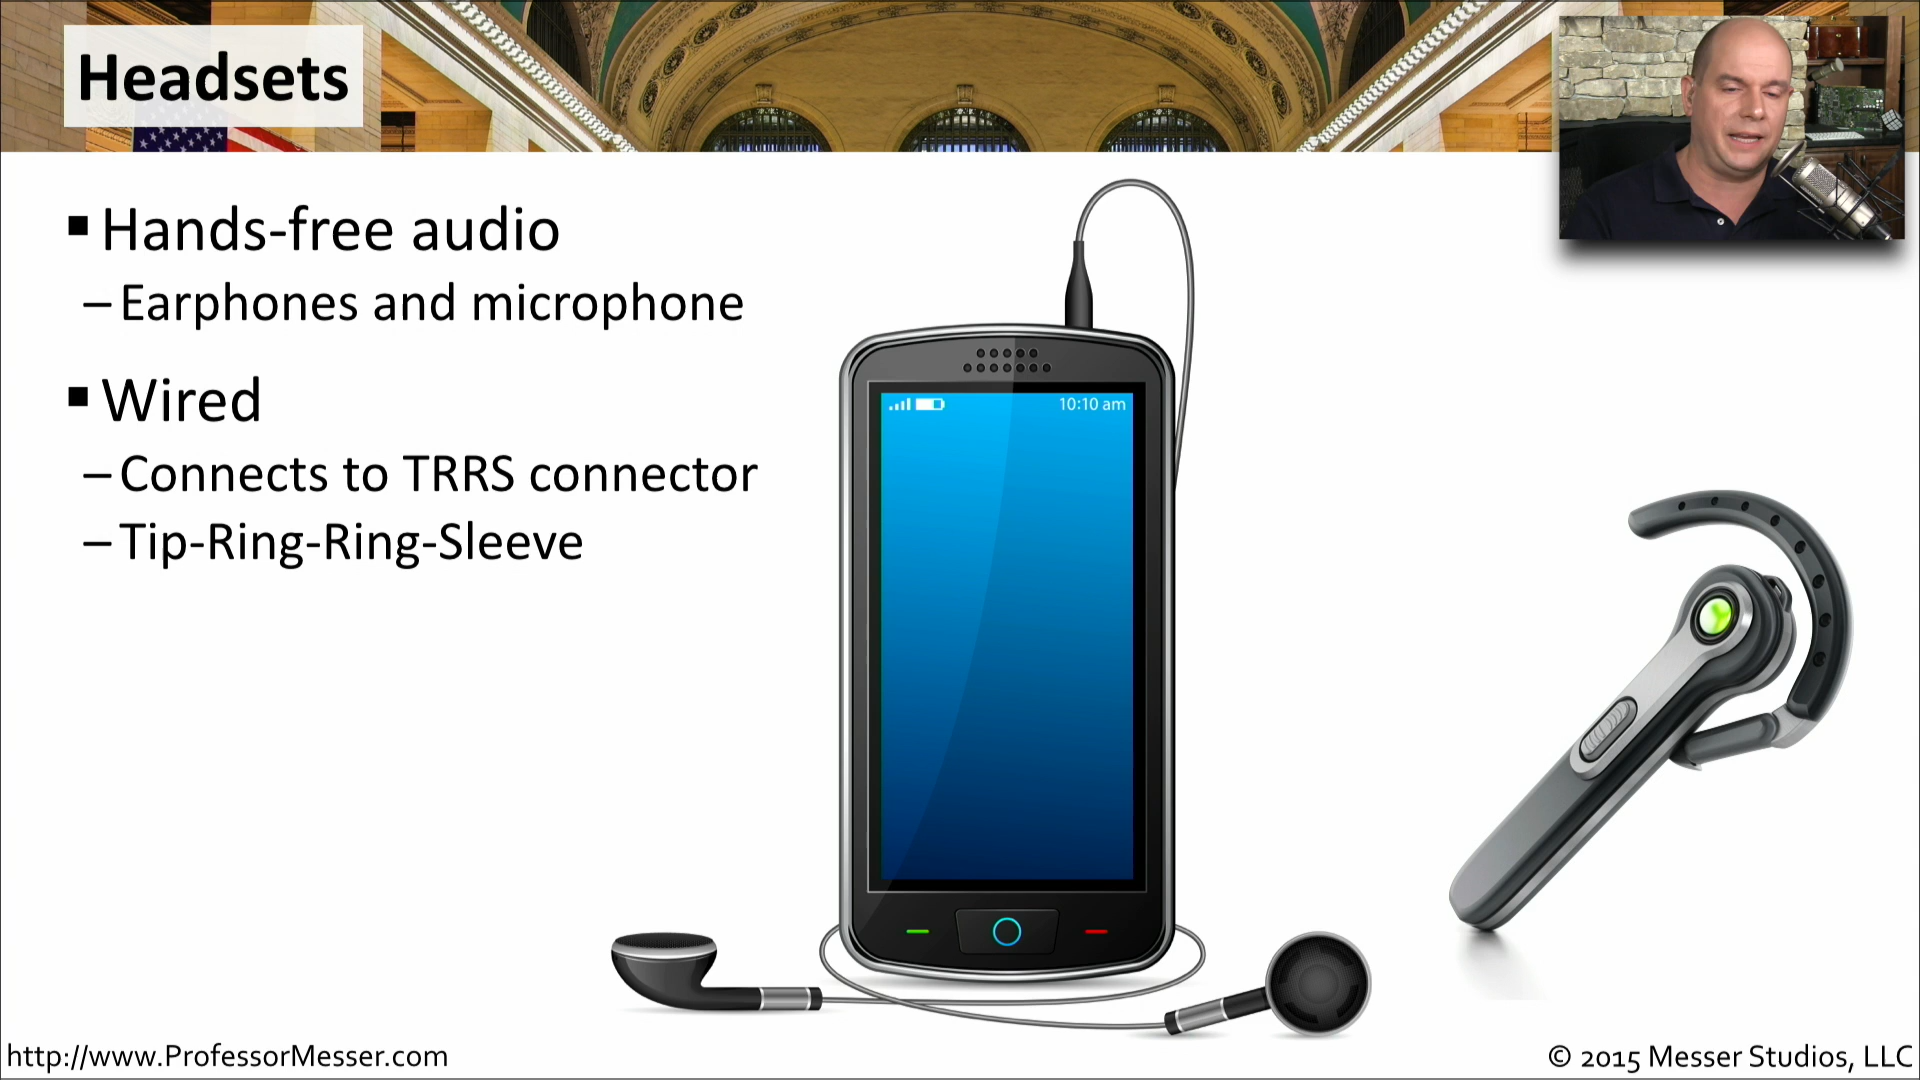 Headsets
▪ Hands-free audio
– Earphones and microphone
▪ Wired
– Connects to TRRS connector
– Tip-Ring-Ring-Sleeve
10:10 am
http://www.ProfessorMesser.com
© 2015 Messer Studios, LLC